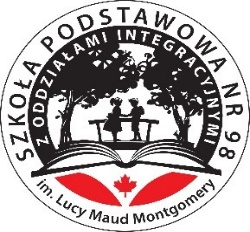 SZKOŁA PODSTAWOWA NR 98
Z ODDZIAŁAMI INTEGRACYJNYMI
im. Lucy Maud Montgomery